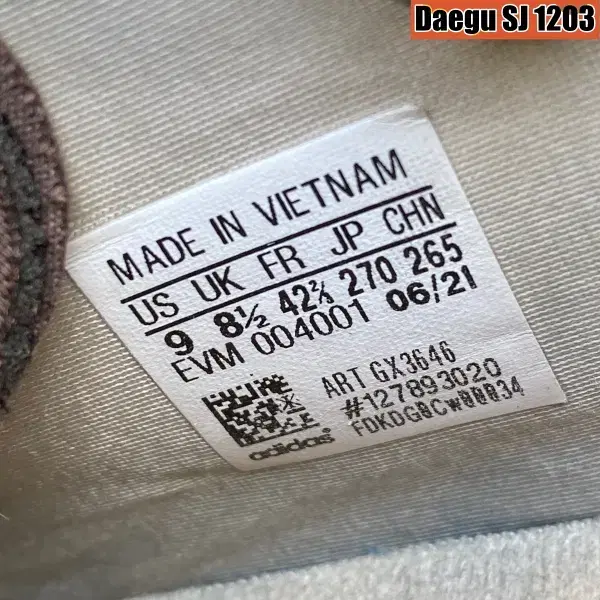 Daegu SJ 1203
MADE IN VIETNAM
US UK FR JP CHN
9 8½ 42⅔ 270 265
EVM 004001 06/21
ART GX3646
#127893020
FDKDG0CW00034
adidas